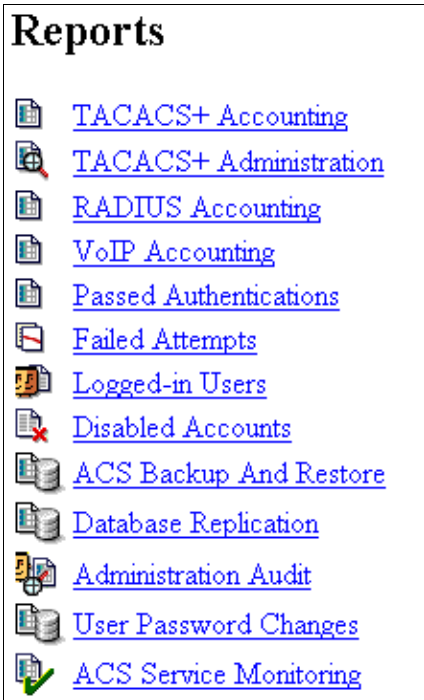 Reports
TACACS+ Accounting
TACACS+ Administration
RADIUS Accounting
VoIP Accounting
Passed Authentications
Failed Attempts
Logged-in Users
Disabled Accounts
ACS Backup And Restore
Database Replication
Administration Audit
User Password Changes
ACS Service Monitoring